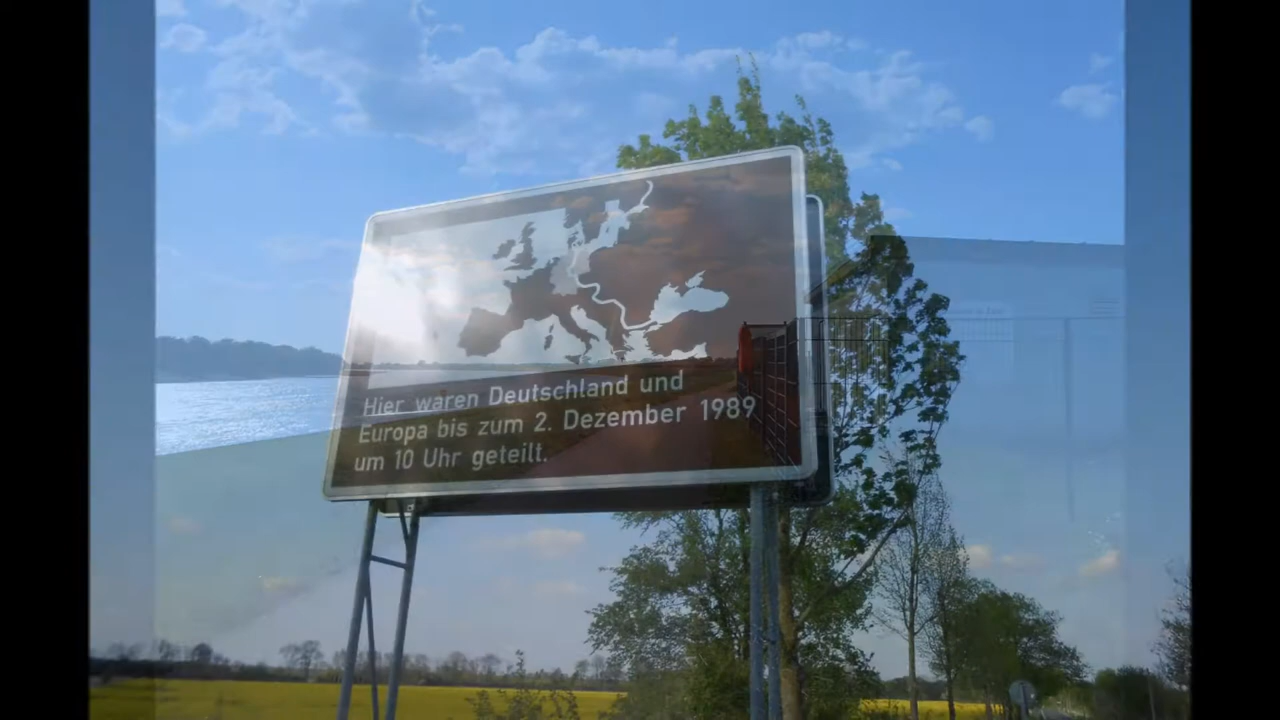 Hier waren Deutschland und
Europa bis zum 2. Dezember 1989
um 10 Uhr geteilt.